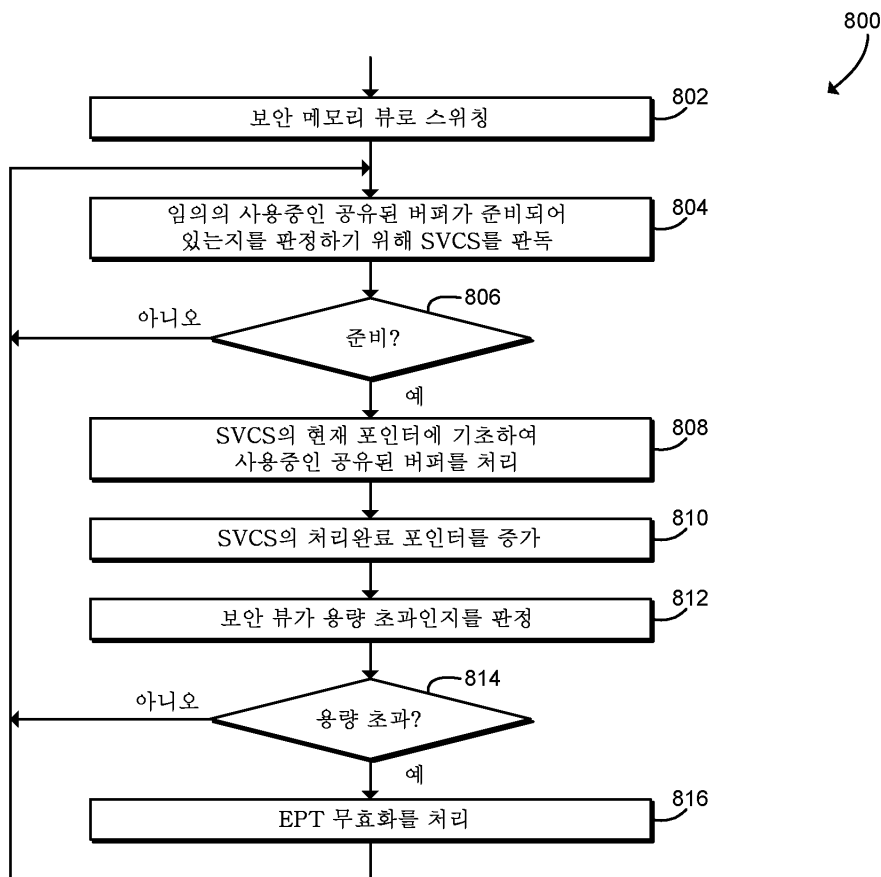 800
보안 메모리 뷰로 스위칭
802
임의의 사용중인 공유된 버퍼가 준비되어
있는지를 판정하기 위해 SVCS를 판독
804
806
아니오
준비?
예
SVCS의 현재 포인터에 기초하여
사용중인 공유된 버퍼를 처리
808
SVCS의 처리완료 포인터를 증가
810
보안 뷰가 용량 초과인지를 판정
812
814
아니오
용량 초과?
예
EPT 무효화를 처리
816